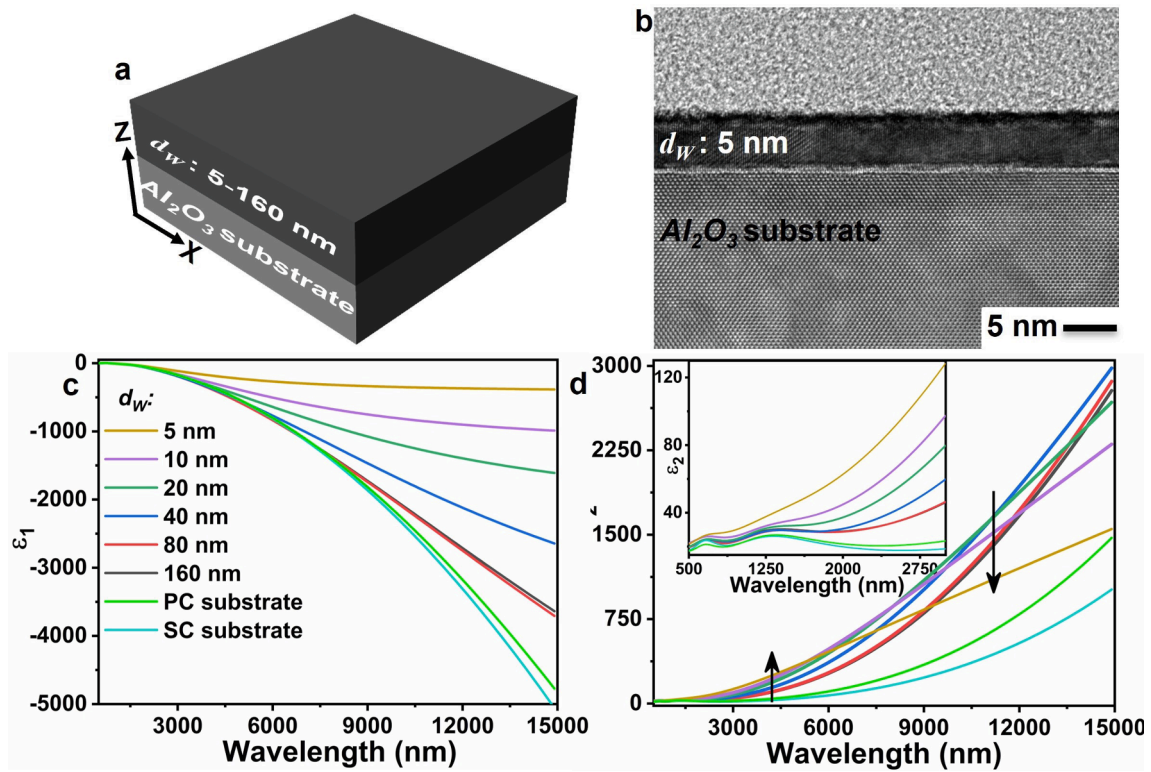 a
Z
X
d_W: 5-160 nm
Al₂O₃ substrate
b
d_W: 5 nm
Al₂O₃ substrate
5 nm
c
0
-1000
-2000
-3000
-4000
-5000
ε₁
d_W:
5 nm
10 nm
20 nm
40 nm
80 nm
160 nm
PC substrate
SC substrate
3000 6000 9000 12000 15000
Wavelength (nm)
d
3000
2250
1500
750
0
2
120
80
40
ε₂
500 1250 2000 2750
Wavelength (nm)
3000 6000 9000 12000 15000
Wavelength (nm)